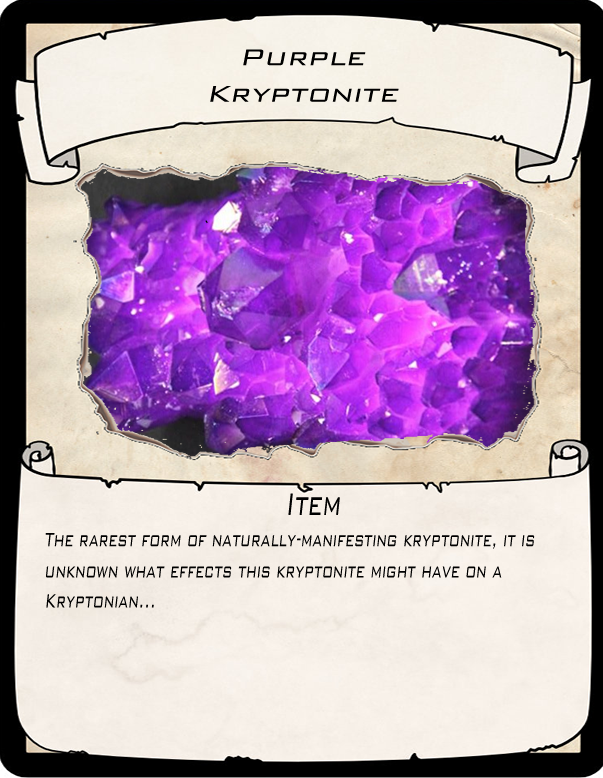 Purple
Kryptonite
Item
The rarest form of naturally-manifesting kryptonite, it is
unknown what effects this kryptonite might have on a
Kryptonian...